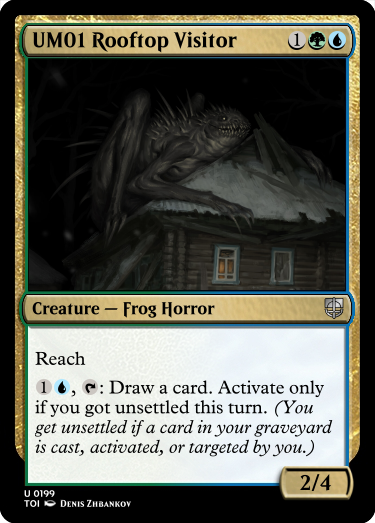 UM01 Rooftop Visitor 1
Creature — Frog Horror
Reach
1, : Draw a card. Activate only
if you got unsettled this turn. (You
get unsettled if a card in your graveyard
is cast, activated, or targeted by you.)
2/4
U 0199
TOI DENIS ZHBANKOV